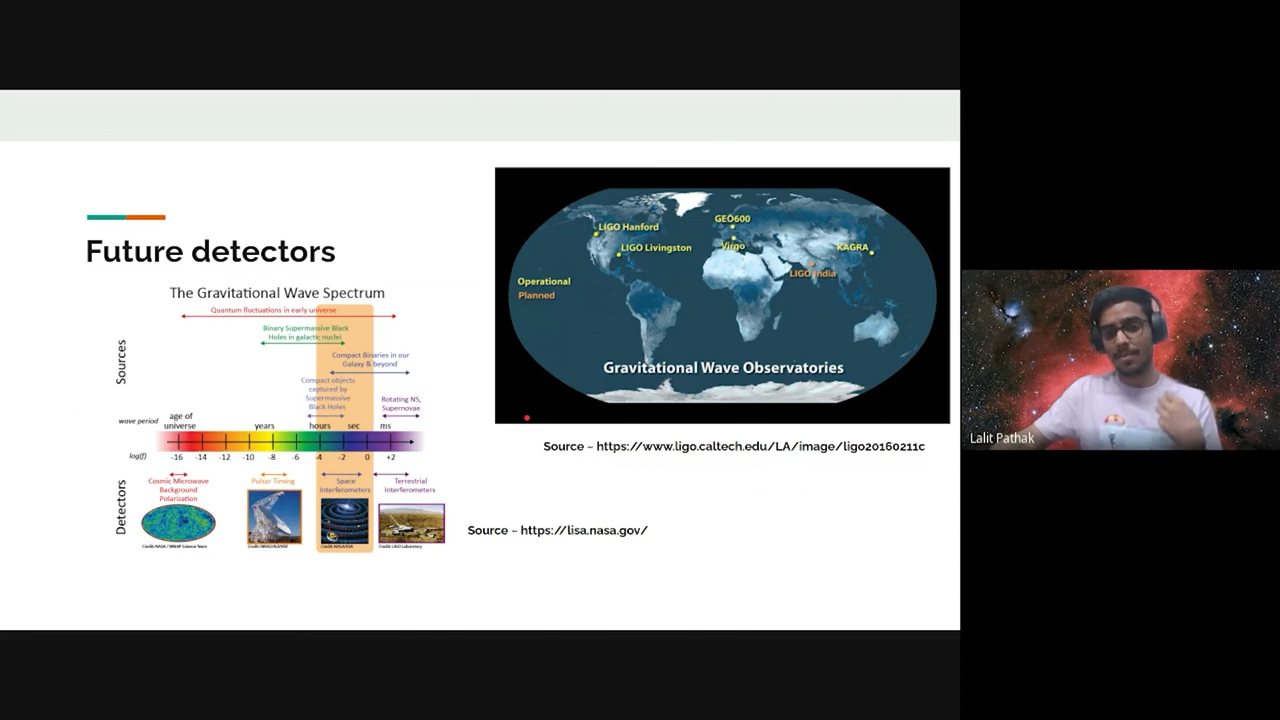 Future detectors
The Gravitational Wave Spectrum
Quantum fluctuations in early universe
Binary Supermassive Black
Holes in galactic nuclei
Compact Binaries in our
Galaxy & beyond
Compact objects
captured by
Supermassive
Black Holes
Rotating NS,
Supernovae
Sources
wave period
age of
universe
years
hours
sec
ms
log(f)
-16 -14 -12 -10 -8 -6 -4 -2 0 +2
Detectors
Cosmic Microwave
Background
Polarization
Pulsar Timing
Space
Interferometers
Terrestrial
Interferometers
LIGO Hanford
LIGO Livingston
GEO600
Virgo
KAGRA
LIGO India
Operational
Planned
Gravitational Wave Observatories
Source ~ https://www.ligo.caltech.edu/LA/image/ligo20160211c
Source ~ https://lisa.nasa.gov/
Lalit Pathak